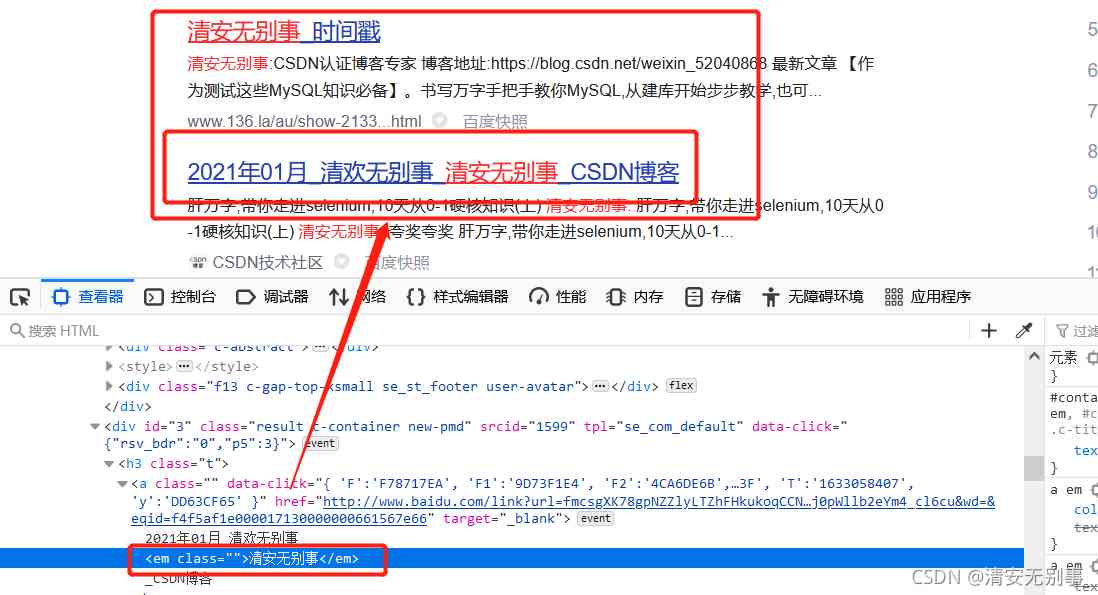 清安无别事_时间戳
清安无别事:CSDN认证博客专家 博客地址:https://blog.csdn.net/weixin_52040868 最新文章 【作
为测试这些MySQL知识必备】。书写万字手把手教你MySQL,从建库开始步步教学,也可...
www.136.la/au/show-2133...html 百度快照
2021年01月_清欢无别事_清安无别事_CSDN博客
肝万字,带你走进selenium,10天从0-1硬核知识(上) 清安无别事: 肝万字,带你走进selenium,10天从0
-1硬核知识(上) 清安无别事: 夸奖夸奖 肝万字,带你走进selenium,10天从0-1...
CSDN CSDN技术社区 百度快照
5
6
7
8
9
10
11
查看器 控制台 调试器 网络 {} 样式编辑器 性能 内存 存储 无障碍环境 应用程序
搜索 HTML
过滤
<div class="c-abstract">···</div>
<style>···</style>
<div class="f13 c-gap-top-xsmall se_st_footer user-avatar">···</div> flex
</div>
<div id="3" class="result c-container new-pmd" srcid="1599" tpl="se_com_default" data-click="
{"rsv_bdr":"0","p5":3}"> event
<h3 class="t">
<a class="" data-click="{ 'F':'F78717EA', 'F1':'9D73F1E4', 'F2':'4CA6DE6B',…3F', 'T':'1633058407',
'y':'DD63CF65' }" href="http://www.baidu.com/link?url=fmcsgXK78gpNZZlyLTZhFHkukoqCCN…j0pWllb2eYm4_cl6cu&wd=&
eqid=f4f5af1e000017130000000661567e66" target="_blank"> event
2021年01月_清欢无别事_
<em class="">清安无别事</em>
_CSDN博客
元素
}
#conta
em, #c
.c-tit
tex
}
a em
col
tex
}
a em
tex
CSDN @清安无别事